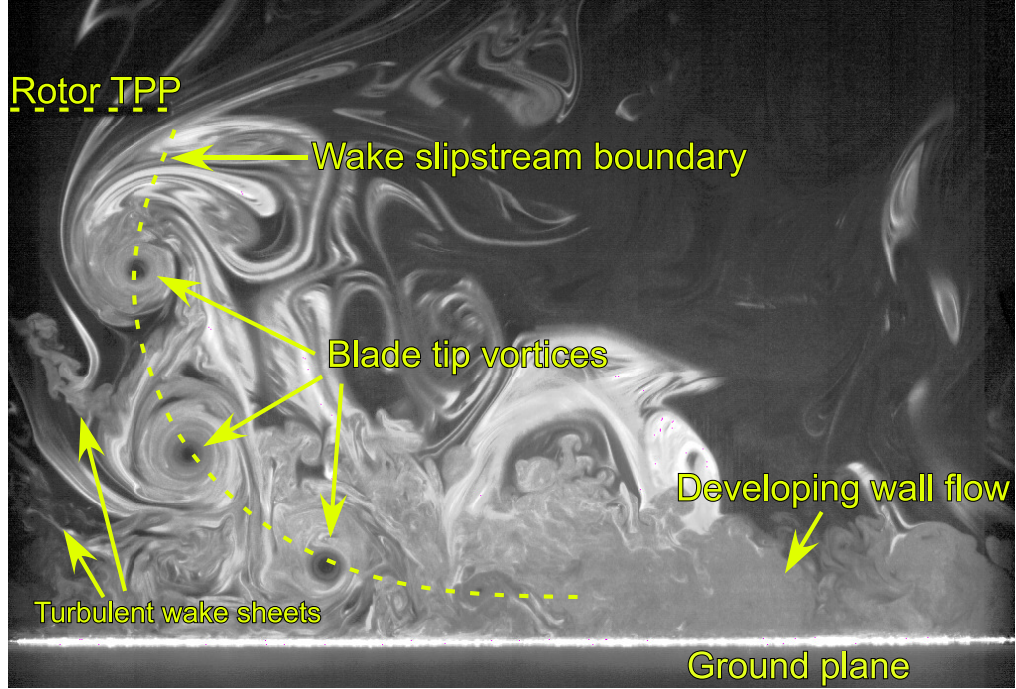 Rotor TPP
Wake slipstream boundary
Blade tip vortices
Developing wall flow
Turbulent wake sheets
Ground plane